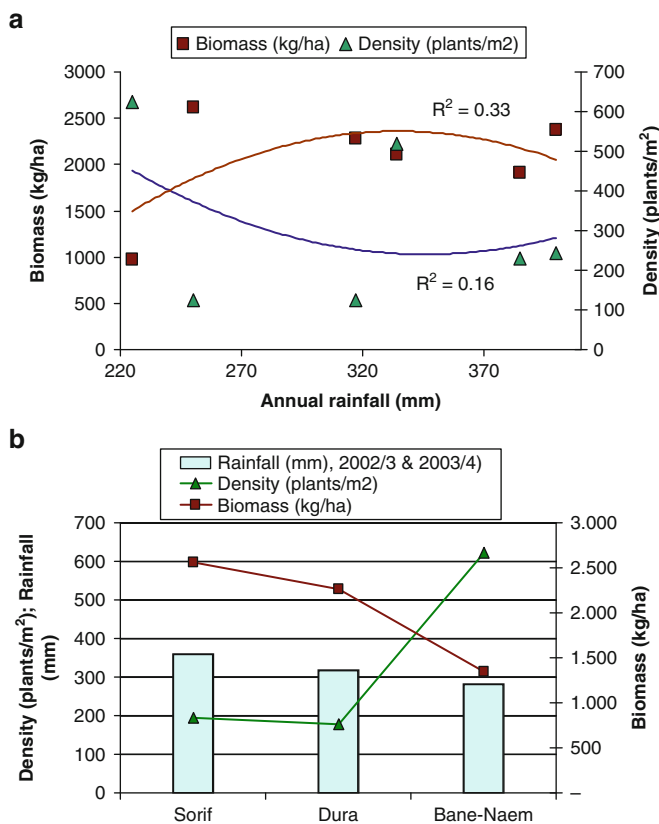 a
Biomass (kg/ha) Density (plants/m2)
3000
2500
2000
1500
1000
500
0
Biomass (kg/ha)
700
600
500
400
300
200
100
0
Density (plants/m²)
R² = 0.33
R² = 0.16
220 270 320 370
Annual rainfall (mm)
b
Rainfall (mm), 2002/3 & 2003/4)
Density (plants/m2)
Biomass (kg/ha)
700
600
500
400
300
200
100
0
Density (plants/m²); Rainfall
(mm)
3.000
2.500
2.000
1.500
1.000
500
–
Biomass (kg/ha)
Sorif Dura Bane-Naem